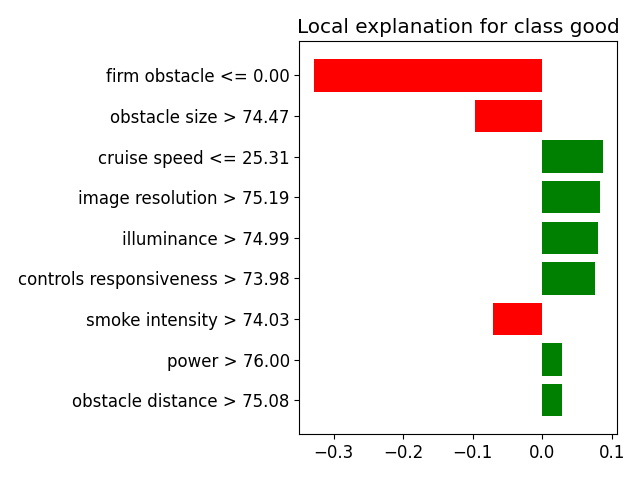 Local explanation for class good
firm obstacle <= 0.00
obstacle size > 74.47
cruise speed <= 25.31
image resolution > 75.19
illuminance > 74.99
controls responsiveness > 73.98
smoke intensity > 74.03
power > 76.00
obstacle distance > 75.08
−0.3 −0.2 −0.1 0.0 0.1